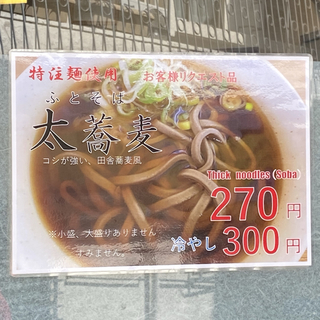 特注麺使用
お客様リクエスト品
ふとそば
太蕎麦
コシが強い、田舎蕎麦風
Thick noodles (Soba)
270円
冷やし 300円
※小盛、大盛りありません
すみません。